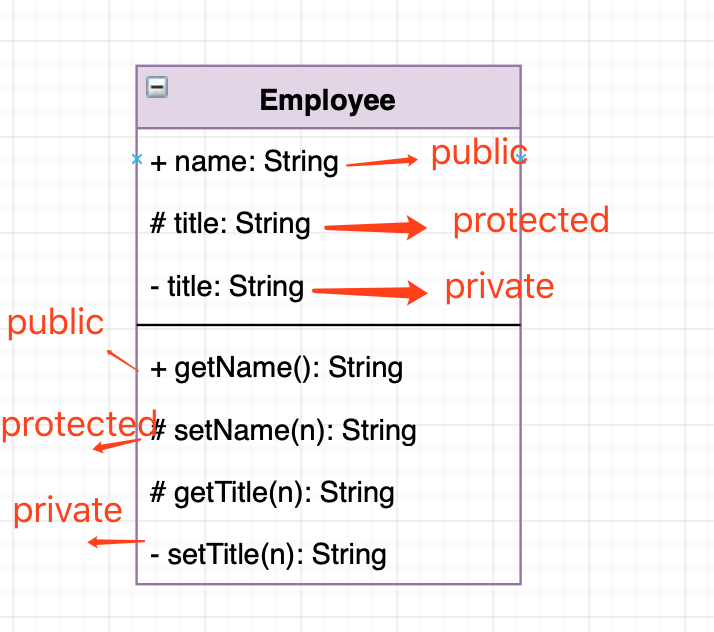 Employee
+ name: String public
# title: String protected
- title: String private
public
+ getName(): String
protected
# setName(n): String
# getTitle(n): String
private
- setTitle(n): String